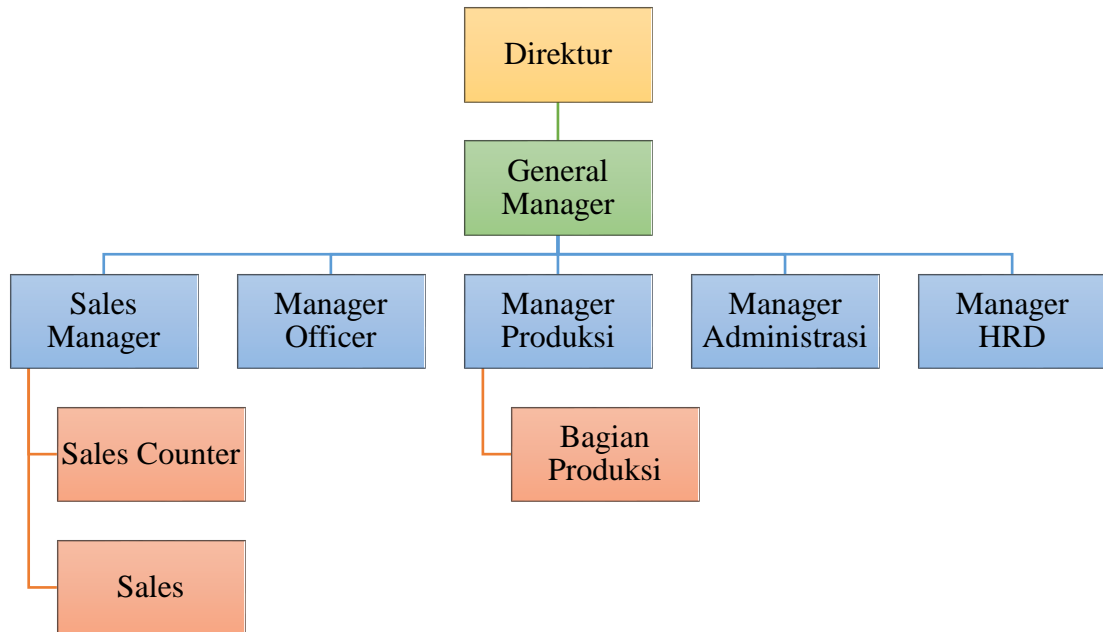 Direktur
General
Manager
Sales
Manager
Manager
Officer
Manager
Produksi
Manager
Administrasi
Manager
HRD
Sales Counter
Bagian
Produksi
Sales